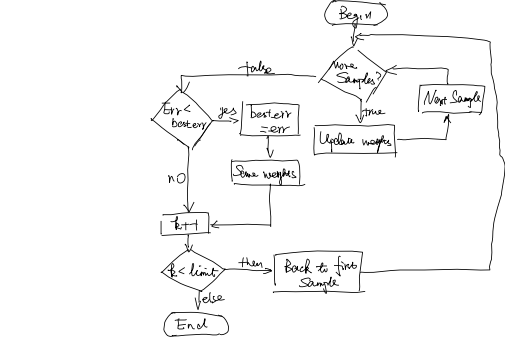 Begin
more
Samples?
false
true
Next Sample
Update weights
Err <
besterr
yes
besterr
= err
Save weights
no
k++
k < limit
then
Back to first
Sample
else
End